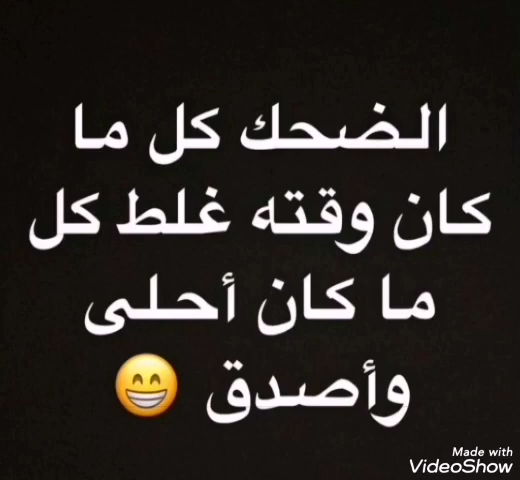 الضحك كل ما
كان وقته غلط كل
ما كان أحلى
وأصدق 😁
Made with
VideoShow